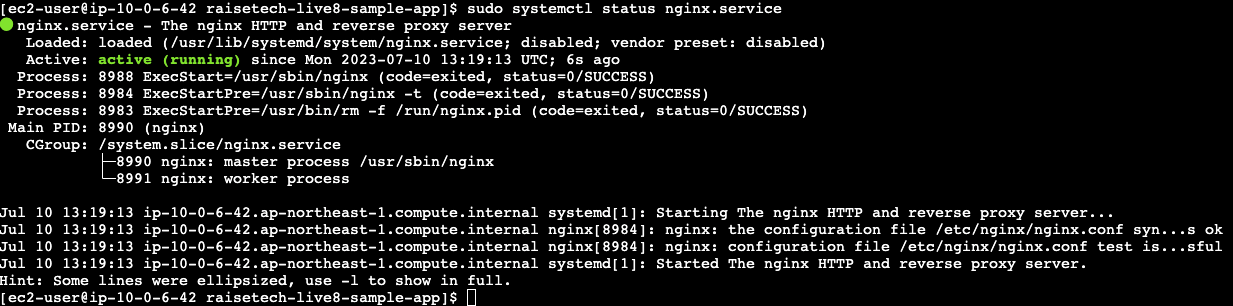 [ec2-user@ip-10-0-6-42 raisetech-live8-sample-app]$ sudo systemctl status nginx.service
● nginx.service - The nginx HTTP and reverse proxy server
   Loaded: loaded (/usr/lib/systemd/system/nginx.service; disabled; vendor preset: disabled)
   Active: active (running) since Mon 2023-07-10 13:19:13 UTC; 6s ago
  Process: 8988 ExecStart=/usr/sbin/nginx (code=exited, status=0/SUCCESS)
  Process: 8984 ExecStartPre=/usr/sbin/nginx -t (code=exited, status=0/SUCCESS)
  Process: 8983 ExecStartPre=/usr/bin/rm -f /run/nginx.pid (code=exited, status=0/SUCCESS)
 Main PID: 8990 (nginx)
   CGroup: /system.slice/nginx.service
           ├─8990 nginx: master process /usr/sbin/nginx
           └─8991 nginx: worker process
Jul 10 13:19:13 ip-10-0-6-42.ap-northeast-1.compute.internal systemd[1]: Starting The nginx HTTP and reverse proxy server...
Jul 10 13:19:13 ip-10-0-6-42.ap-northeast-1.compute.internal nginx[8984]: nginx: the configuration file /etc/nginx/nginx.conf syn...s ok
Jul 10 13:19:13 ip-10-0-6-42.ap-northeast-1.compute.internal nginx[8984]: nginx: configuration file /etc/nginx/nginx.conf test is...sful
Jul 10 13:19:13 ip-10-0-6-42.ap-northeast-1.compute.internal systemd[1]: Started The nginx HTTP and reverse proxy server.
Hint: Some lines were ellipsized, use -l to show in full.
[ec2-user@ip-10-0-6-42 raisetech-live8-sample-app]$